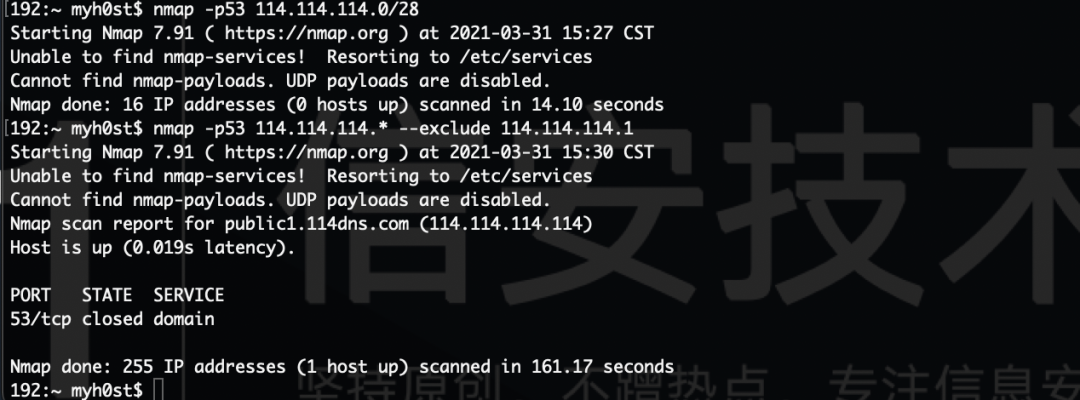 [192:~ myh0st$ nmap -p53 114.114.114.0/28
Starting Nmap 7.91 ( https://nmap.org ) at 2021-03-31 15:27 CST
Unable to find nmap-services!  Resorting to /etc/services
Cannot find nmap-payloads. UDP payloads are disabled.
Nmap done: 16 IP addresses (0 hosts up) scanned in 14.10 seconds
[192:~ myh0st$ nmap -p53 114.114.114.* --exclude 114.114.114.1
Starting Nmap 7.91 ( https://nmap.org ) at 2021-03-31 15:30 CST
Unable to find nmap-services!  Resorting to /etc/services
Cannot find nmap-payloads. UDP payloads are disabled.
Nmap scan report for public1.114dns.com (114.114.114.114)
Host is up (0.019s latency).
PORT   STATE  SERVICE
53/tcp closed domain
Nmap done: 255 IP addresses (1 host up) scanned in 161.17 seconds
192:~ myh0st$
信安技术
坚持原创 不蹭热点 专注信息安